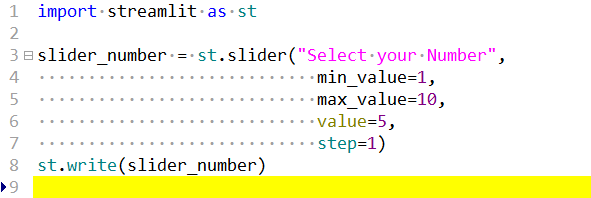 1 import streamlit as st
2
3 slider_number = st.slider("Select your Number",
4                             min_value=1,
5                             max_value=10,
6                             value=5,
7                             step=1)
8 st.write(slider_number)
9